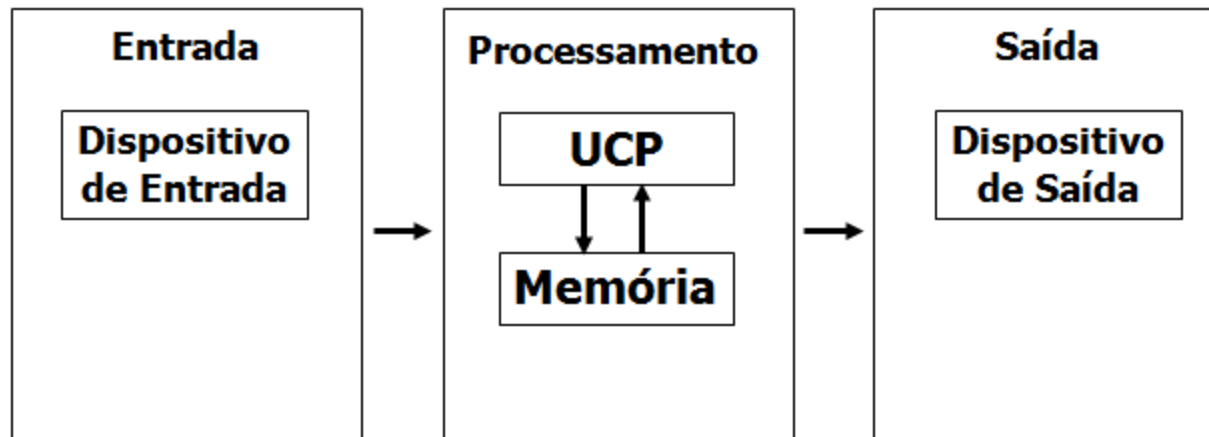 Entrada
Dispositivo
de Entrada
Processamento
UCP
Memória
Saída
Dispositivo
de Saída